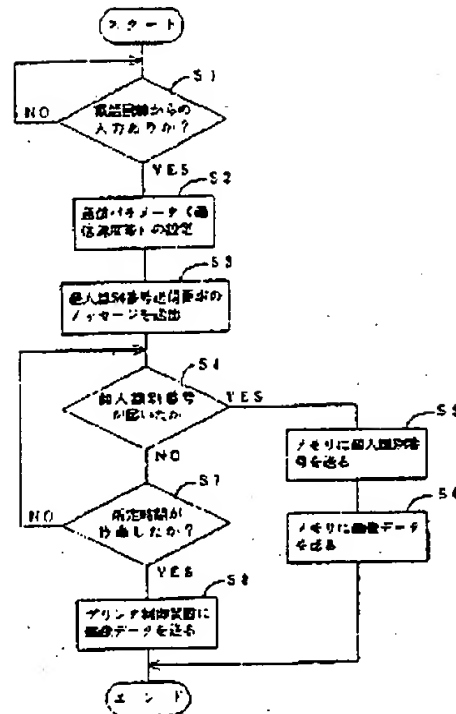 スタート
S1
電話回線からの
入力ありか?
NO
YES
S2
通信パラメータ(通
信速度等)の設定
S3
個人識別番号送信要求の
メッセージを送出
S4
個人識別番号
が届いたか
YES
NO
S5
メモリに個人識別番
号を送る
S6
メモリに画像データ
を送る
S7
所定時間が
経過したか?
NO
YES
S8
プリンタ制御装置に
画像データを送る
エンド